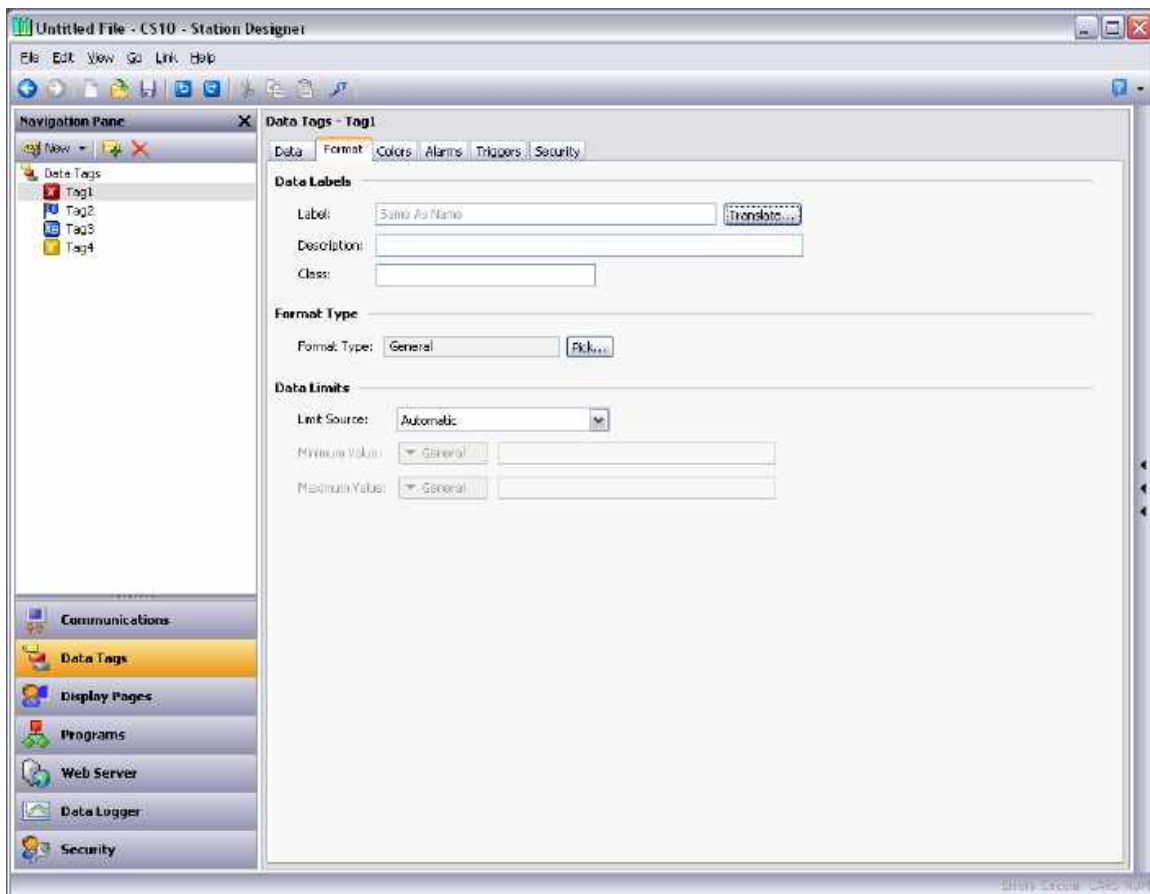 Untitled File - CS10 - Station Designer
File Edit View Go Link Help
Navigation Pane
New
Data Tags
Tag1
Tag2
Tag3
Tag4
Communications
Data Tags
Display Pages
Programs
Web Server
Data Logger
Security
Data Tags - Tag1
Data Format Colors Alarms Triggers Security
Data Labels
Label: Same As Name Translate...
Description:
Class:
Format Type
Format Type: General Pick...
Data Limits
Limit Source: Automatic
Minimum Value: General
Maximum Value: General
CAPS NUM